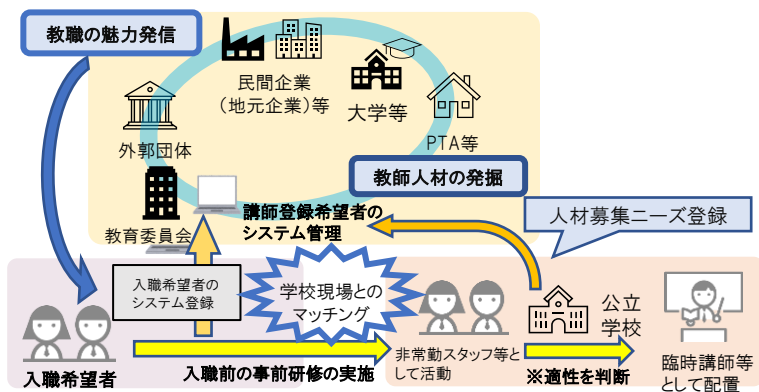 教職の魅力発信
民間企業
（地元企業）等
大学等
PTA等
外郭団体
教育委員会
教師人材の発掘
講師登録希望者の
システム管理
人材募集ニーズ登録
入職希望者の
システム登録
学校現場との
マッチング
公立
学校
入職希望者
入職前の事前研修の実施
非常勤スタッフ等と
して活動
※適性を判断
臨時講師等
として配置